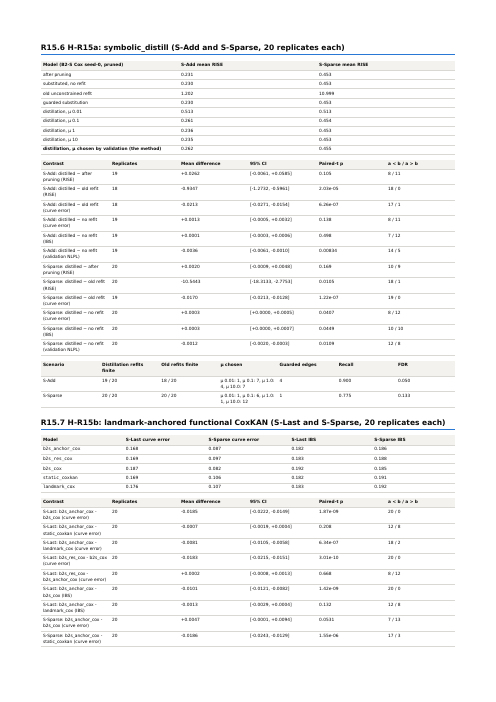 R15.6 H-R15a: symbolic_distill (S-Add and S-Sparse, 20 replicates each)
Model (B2-S Cox seed-0, pruned) S-Add mean RISE S-Sparse mean RISE
after pruning 0.231 0.453
substituted, no refit 0.230 0.453
old unconstrained refit 1.202 10.999
guarded substitution 0.230 0.453
distillation, μ 0.01 0.513 0.513
distillation, μ 0.1 0.261 0.454
distillation, μ 1 0.236 0.453
distillation, μ 10 0.235 0.453
distillation, μ chosen by validation (the method) 0.262 0.455
Contrast Replicates Mean difference 95% CI Paired-t p a < b / a > b
S-Add: distilled − after 19 +0.0262 [-0.0061, +0.0585] 0.105 8 / 11
pruning (RISE)
S-Add: distilled − old refit 18 -0.9347 [-1.2732, -0.5961] 2.03e-05 18 / 0
(RISE)
S-Add: distilled − old refit 18 -0.0213 [-0.0271, -0.0154] 6.26e-07 17 / 1
(curve error)
S-Add: distilled − no refit 19 +0.0013 [-0.0005, +0.0032] 0.138 8 / 11
(curve error)
S-Add: distilled − no refit 19 +0.0001 [-0.0003, +0.0006] 0.498 7 / 12
(IBS)
S-Add: distilled − no refit 19 -0.0036 [-0.0061, -0.0010] 0.00834 14 / 5
(validation NLPL)
S-Sparse: distilled − after 20 +0.0020 [-0.0009, +0.0048] 0.169 10 / 9
pruning (RISE)
S-Sparse: distilled − old refit 20 -10.5443 [-18.3133, -2.7753] 0.0105 18 / 1
(RISE)
S-Sparse: distilled − old refit 19 -0.0170 [-0.0213, -0.0128] 1.22e-07 19 / 0
(curve error)
S-Sparse: distilled − no refit 20 +0.0003 [+0.0000, +0.0005] 0.0407 8 / 12
(curve error)
S-Sparse: distilled − no refit 20 +0.0003 [+0.0000, +0.0007] 0.0449 10 / 10
(IBS)
S-Sparse: distilled − no refit 20 -0.0012 [-0.0020, -0.0003] 0.0109 12 / 8
(validation NLPL)
Scenario Distillation refits Old refits finite μ chosen Guarded edges Recall FDR
finite
S-Add 19 / 20 18 / 20 μ 0.01: 1, μ 0.1: 7, μ 1.0: 4 0.900 0.050
4, μ 10.0: 7
S-Sparse 20 / 20 20 / 20 μ 0.01: 1, μ 0.1: 6, μ 1.0: 1 0.775 0.133
1, μ 10.0: 12
R15.7 H-R15b: landmark-anchored functional CoxKAN (S-Last and S-Sparse, 20 replicates each)
Model S-Last curve error S-Sparse curve error S-Last IBS S-Sparse IBS
b2s_anchor_cox 0.168 0.087 0.182 0.186
b2s_res_cox 0.169 0.097 0.183 0.188
b2s_cox 0.187 0.082 0.192 0.185
static_coxkan 0.169 0.106 0.182 0.191
landmark_cox 0.176 0.107 0.183 0.192
Contrast Replicates Mean difference 95% CI Paired-t p a < b / a > b
S-Last: b2s_anchor_cox - 20 -0.0185 [-0.0222, -0.0149] 1.87e-09 20 / 0
b2s_cox (curve error)
S-Last: b2s_anchor_cox - 20 -0.0007 [-0.0019, +0.0004] 0.208 12 / 8
static_coxkan (curve error)
S-Last: b2s_anchor_cox - 20 -0.0081 [-0.0105, -0.0058] 6.34e-07 18 / 2
landmark_cox (curve error)
S-Last: b2s_res_cox - b2s_cox 20 -0.0183 [-0.0215, -0.0151] 3.01e-10 20 / 0
(curve error)
S-Last: b2s_res_cox - 20 +0.0002 [-0.0008, +0.0013] 0.668 8 / 12
b2s_anchor_cox (curve error)
S-Last: b2s_anchor_cox - 20 -0.0101 [-0.0121, -0.0082] 1.42e-09 20 / 0
b2s_cox (IBS)
S-Last: b2s_anchor_cox - 20 -0.0013 [-0.0029, +0.0004] 0.132 12 / 8
landmark_cox (IBS)
S-Sparse: b2s_anchor_cox - 20 +0.0047 [-0.0001, +0.0094] 0.0531 7 / 13
b2s_cox (curve error)
S-Sparse: b2s_anchor_cox - 20 -0.0186 [-0.0243, -0.0129] 1.55e-06 17 / 3
static_coxkan (curve error)